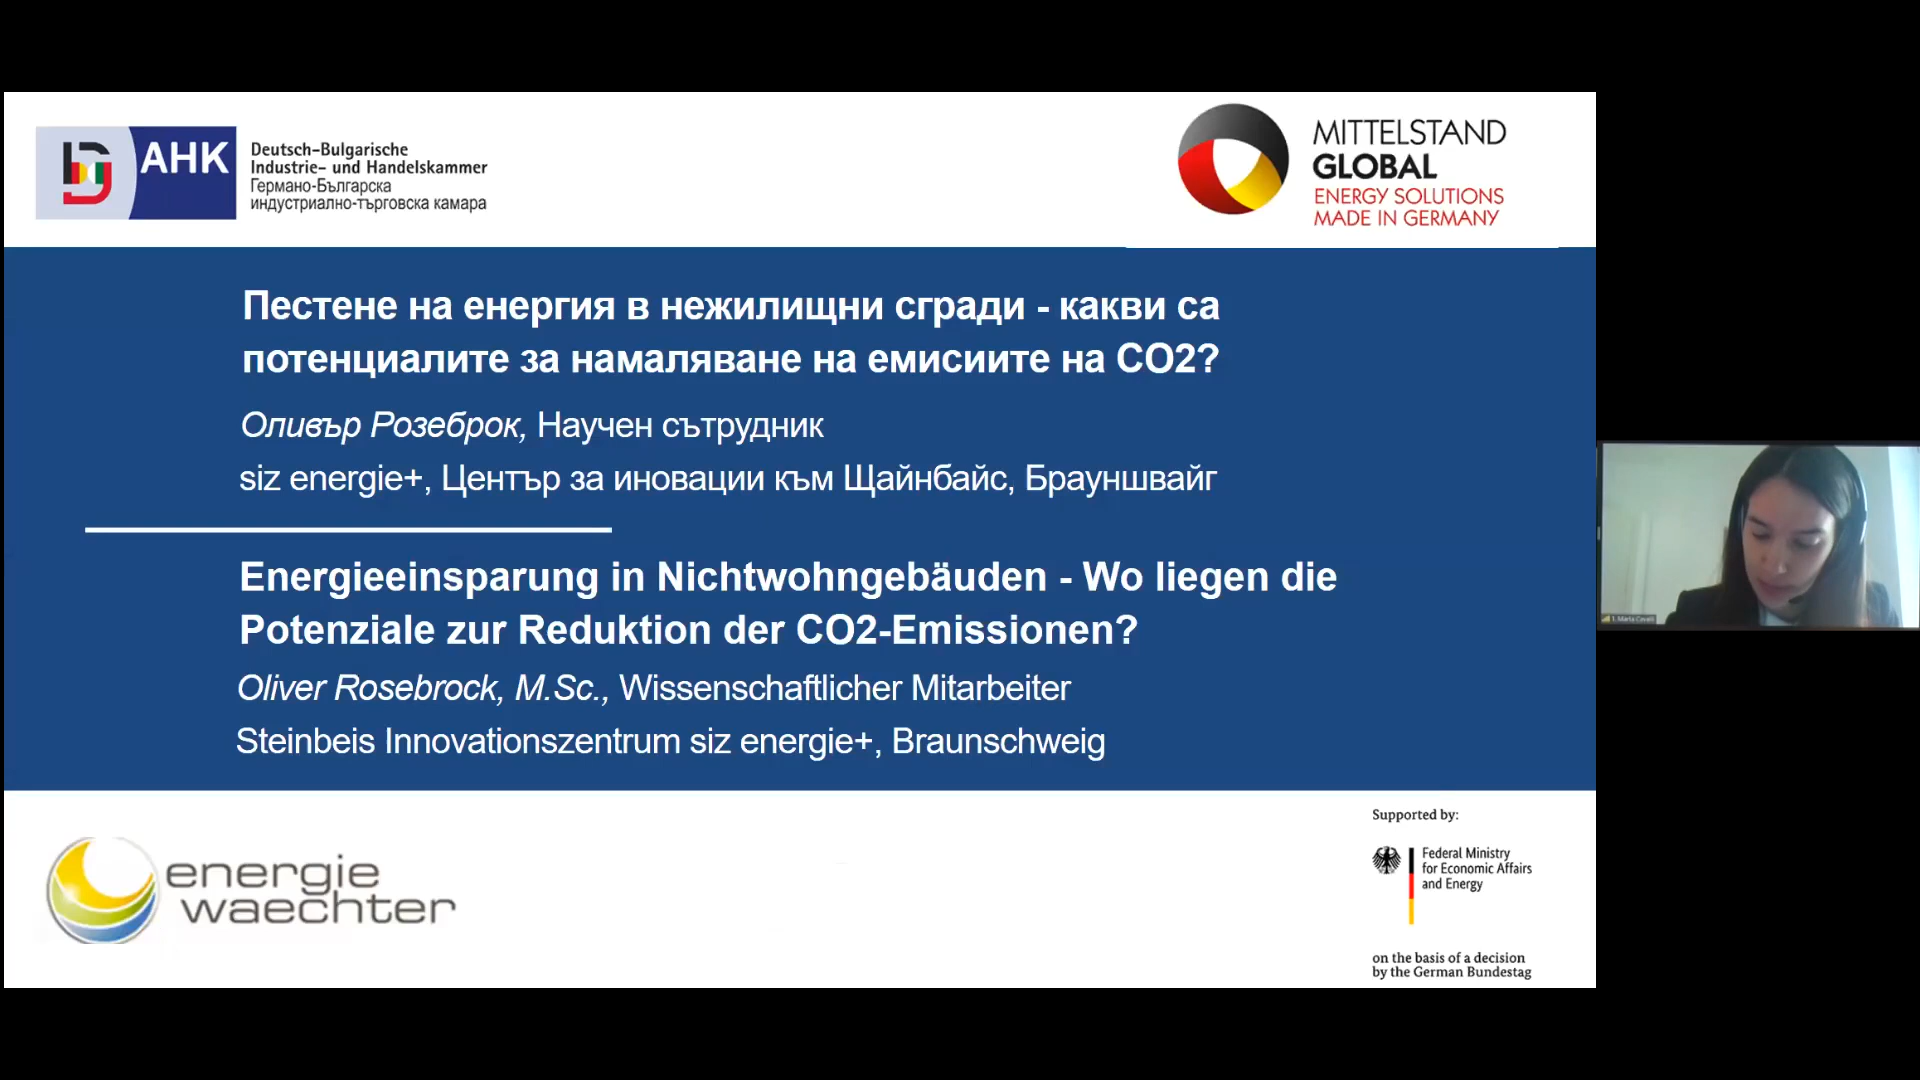 AHK
Deutsch-Bulgarische
Industrie- und Handelskammer
Германо-Българска
индустриално-търговска камара
MITTELSTAND
GLOBAL
ENERGY SOLUTIONS
MADE IN GERMANY
Пестене на енергия в нежилищни сгради - какви са
потенциалите за намаляване на емисиите на CO2?
Оливър Розеброк, Научен сътрудник
siz energie+, Център за иновации към Щайнбайс, Брауншвайг
Energieeinsparung in Nichtwohngebäuden - Wo liegen die
Potenziale zur Reduktion der CO2-Emissionen?
Oliver Rosebrock, M.Sc., Wissenschaftlicher Mitarbeiter
Steinbeis Innovationszentrum siz energie+, Braunschweig
energie
waechter
Supported by:
Federal Ministry
for Economic Affairs
and Energy
on the basis of a decision
by the German Bundestag